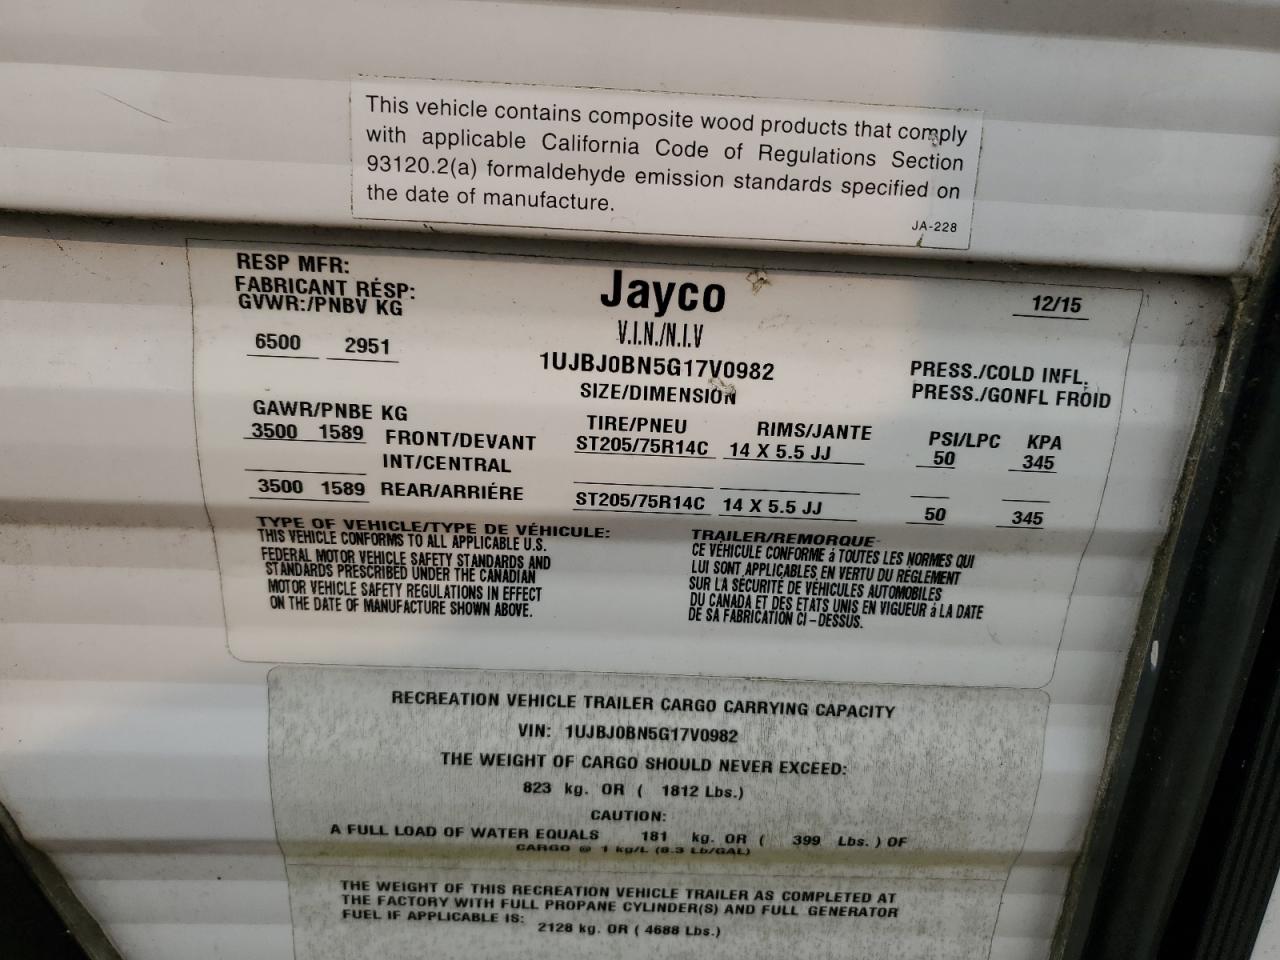 This vehicle contains composite wood products that comply
with applicable California Code of Regulations Section
93120.2(a) formaldehyde emission standards specified on
the date of manufacture.
JA-228
RESP MFR:
FABRICANT RÉSP:
Jayco
12/15
GVWR:/PNBV KG
V.I.N./N.I.V
6500 2951
1UJBJ0BN5G17V0982
PRESS./COLD INFL.
SIZE/DIMENSION
PRESS./GONFL FROID
GAWR/PNBE KG
TIRE/PNEU RIMS/JANTE PSI/LPC KPA
3500 1589 FRONT/DEVANT ST205/75R14C 14 X 5.5 JJ 50 345
INT/CENTRAL
3500 1589 REAR/ARRIÉRE ST205/75R14C 14 X 5.5 JJ 50 345
TYPE OF VEHICLE/TYPE DE VÉHICULE: TRAILER/REMORQUE
THIS VEHICLE CONFORMS TO ALL APPLICABLE U.S.
FEDERAL MOTOR VEHICLE SAFETY STANDARDS AND
STANDARDS PRESCRIBED UNDER THE CANADIAN
MOTOR VEHICLE SAFETY REGULATIONS IN EFFECT
ON THE DATE OF MANUFACTURE SHOWN ABOVE.
CE VÉHICULE CONFORME à TOUTES LES NORMES QUI
LUI SONT APPLICABLES EN VERTU DU RÉGLEMENT
SUR LA SÉCURITÉ DE VÉHICULES AUTOMOBILES
DU CANADA ET DES ETATS UNIS EN VIGUEUR à LA DATE
DE SA FABRICATION CI-DESSUS.
RECREATION VEHICLE TRAILER CARGO CARRYING CAPACITY
VIN: 1UJBJ0BN5G17V0982
THE WEIGHT OF CARGO SHOULD NEVER EXCEED:
823 kg. OR ( 1812 Lbs.)
CAUTION:
A FULL LOAD OF WATER EQUALS 181 kg. OR ( 399 Lbs. ) OF
CARGO @ 1 kg/L (8.3 Lb/GAL)
THE WEIGHT OF THIS RECREATION VEHICLE TRAILER AS COMPLETED AT
THE FACTORY WITH FULL PROPANE CYLINDER(S) AND FULL GENERATOR
FUEL IF APPLICABLE IS:
2128 kg. OR ( 4688 Lbs.)